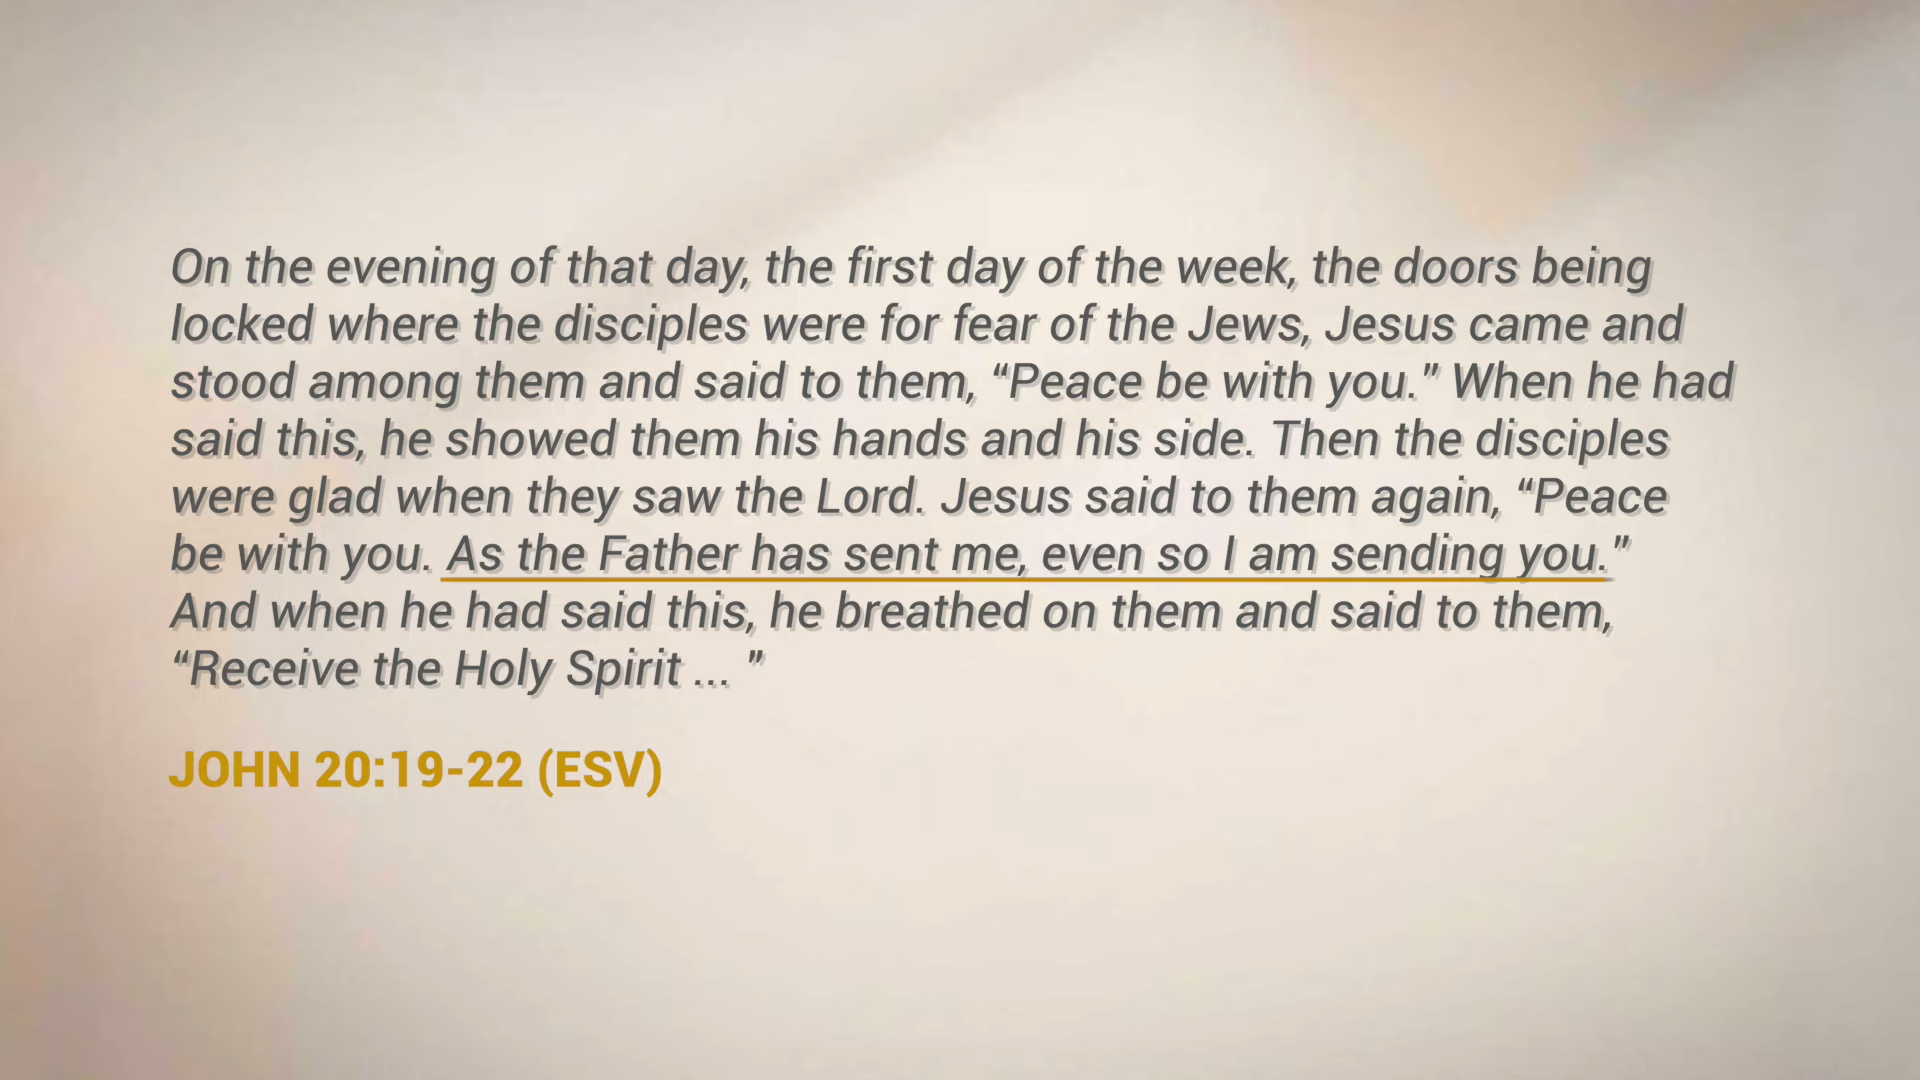 On the evening of that day, the first day of the week, the doors being
locked where the disciples were for fear of the Jews, Jesus came and
stood among them and said to them, “Peace be with you.” When he had
said this, he showed them his hands and his side. Then the disciples
were glad when they saw the Lord. Jesus said to them again, “Peace
be with you. As the Father has sent me, even so I am sending you.”
And when he had said this, he breathed on them and said to them,
“Receive the Holy Spirit ... ”
JOHN 20:19-22 (ESV)